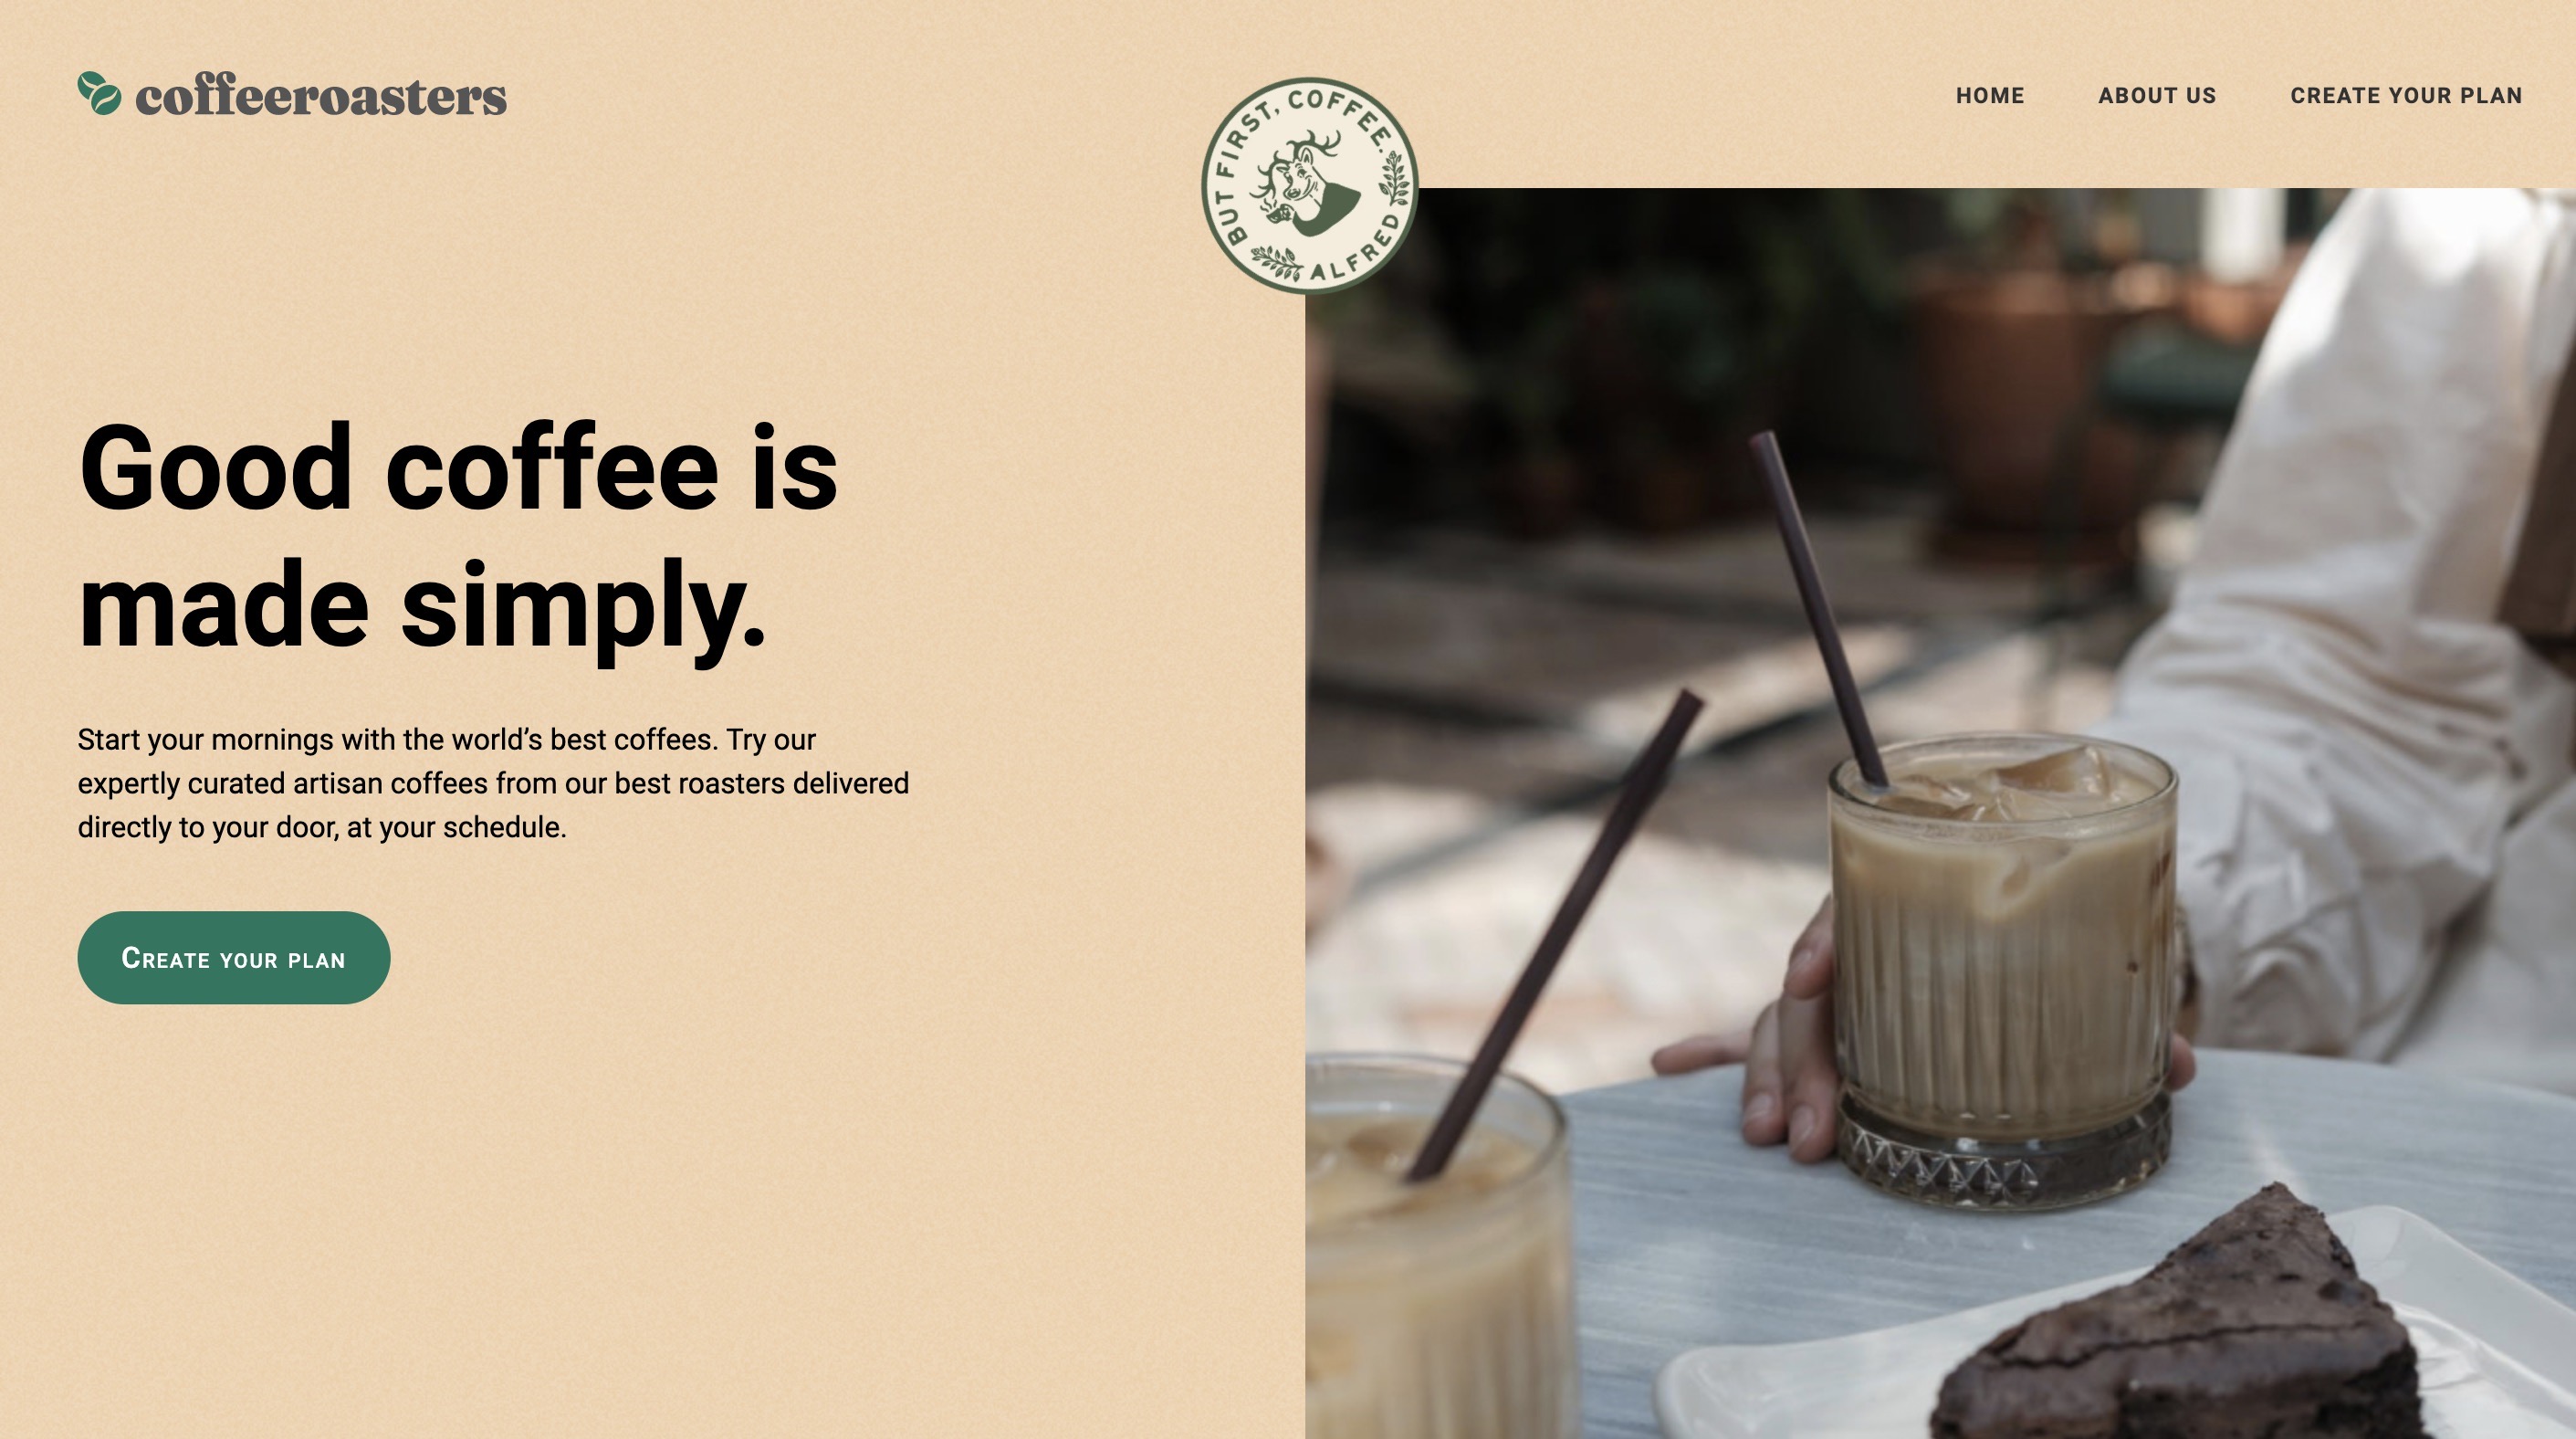 coffeeroasters
HOME
ABOUT US
CREATE YOUR PLAN
BUT FIRST, COFFEE.
ALFRED
Good coffee is
made simply.
Start your mornings with the world’s best coffees. Try our
expertly curated artisan coffees from our best roasters delivered
directly to your door, at your schedule.
Create your plan